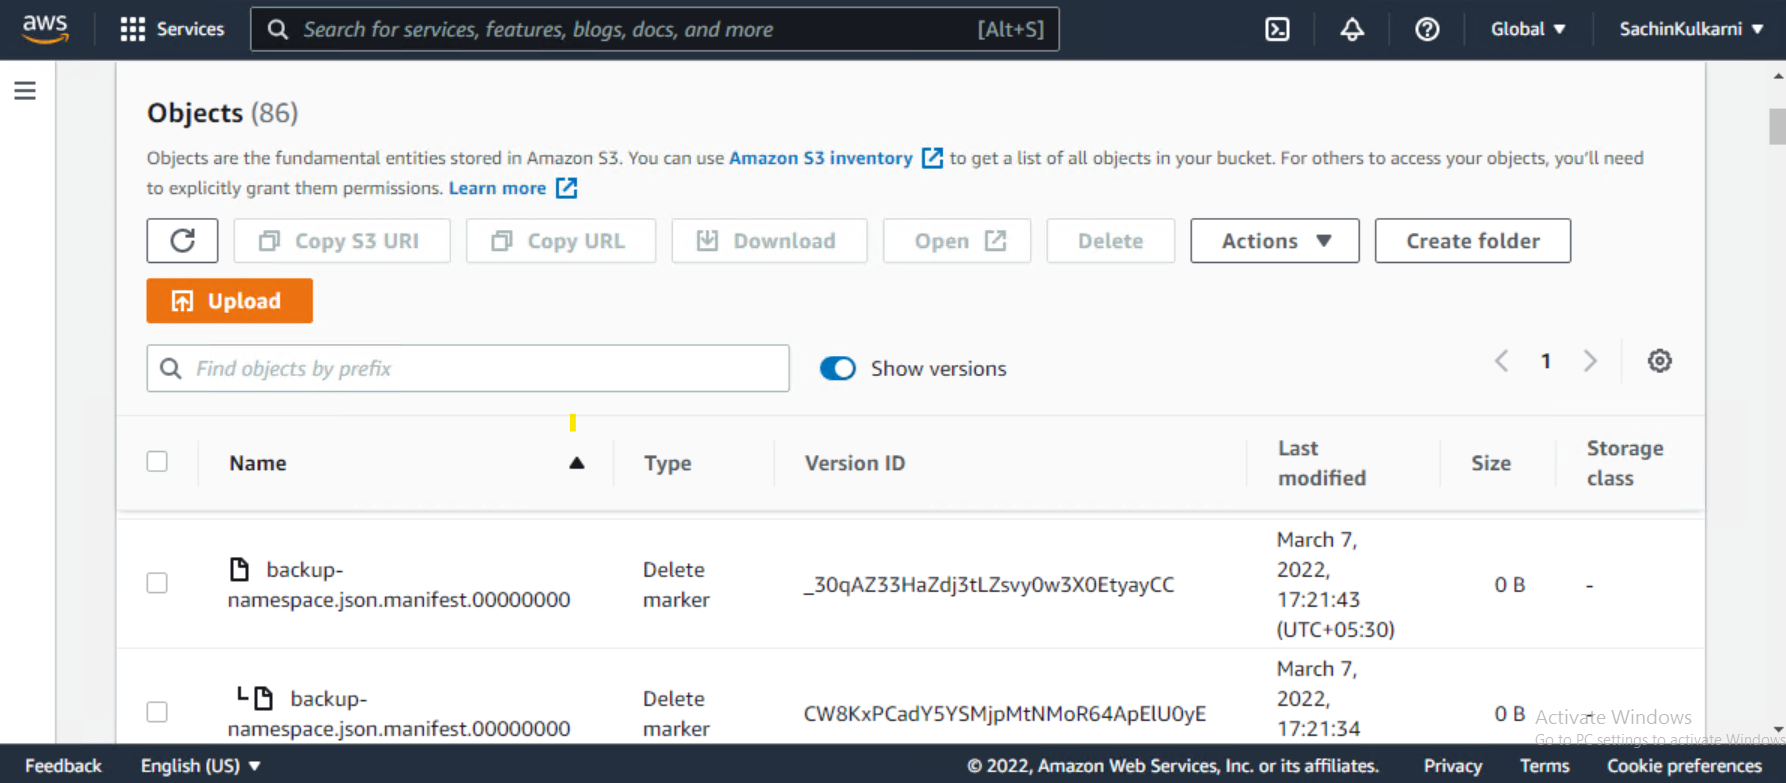 aws
Services
Search for services, features, blogs, docs, and more
[Alt+S]
Global
SachinKulkarni
Objects (86)
Objects are the fundamental entities stored in Amazon S3. You can use Amazon S3 inventory to get a list of all objects in your bucket. For others to access your objects, you'll need
to explicitly grant them permissions. Learn more
Copy S3 URI
Copy URL
Download
Open
Delete
Actions
Create folder
Upload
Find objects by prefix
Show versions
1
Name
Type
Version ID
Last
modified
Size
Storage
class
backup-
namespace.json.manifest.00000000
Delete
marker
_30qAZ33HaZdj3tLZsvy0w3X0EtyayCC
March 7,
2022,
17:21:43
(UTC+05:30)
0 B
-
backup-
namespace.json.manifest.00000000
Delete
marker
CW8KxPCadY5YSMjpMtNMoR64ApElU0yE
March 7,
2022,
17:21:34
0 B
-
Activate Windows
Go to PC settings to activate Windows
Feedback
English (US)
© 2022, Amazon Web Services, Inc. or its affiliates.
Privacy
Terms
Cookie preferences